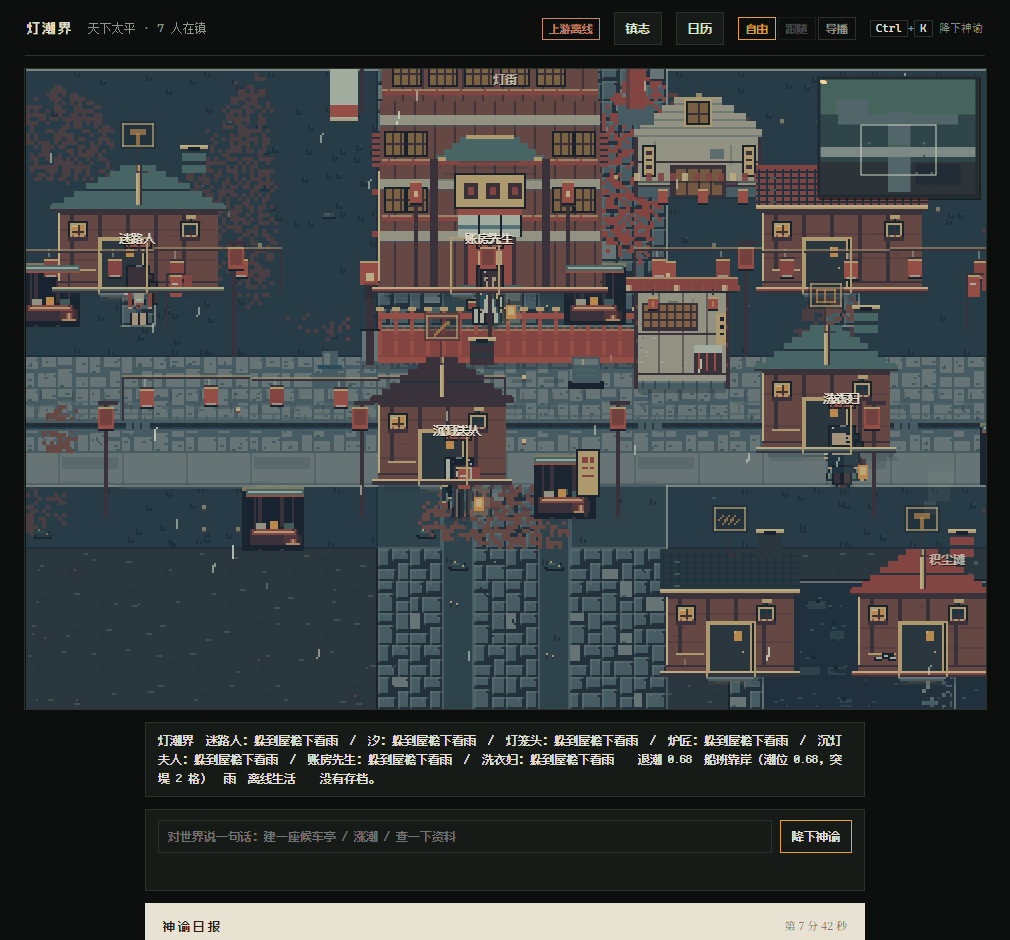 灯潮界 天下太平 · 7 人在镇 上游离线 镇志 日历 自由 跟随 导播 Ctrl + K 降下神谕
灯街
迷路人
账房先生
洗衣妇
沉灯夫人
积尘滩
灯潮界 迷路人：躲到屋檐下看雨 / 汐：躲到屋檐下看雨 / 灯笼头：躲到屋檐下看雨 / 炉匠：躲到屋檐下看雨 / 沉灯
夫人：躲到屋檐下看雨 / 账房先生：躲到屋檐下看雨 / 洗衣妇：躲到屋檐下看雨 退潮 0.68 船班靠岸（潮位 0.68，突
堤 2 格） 雨 离线生活 没有存档。
对世界说一句话：建一座候车亭 / 涨潮 / 查一下资料 降下神谕
神谕日报 第 7 分 42 秒